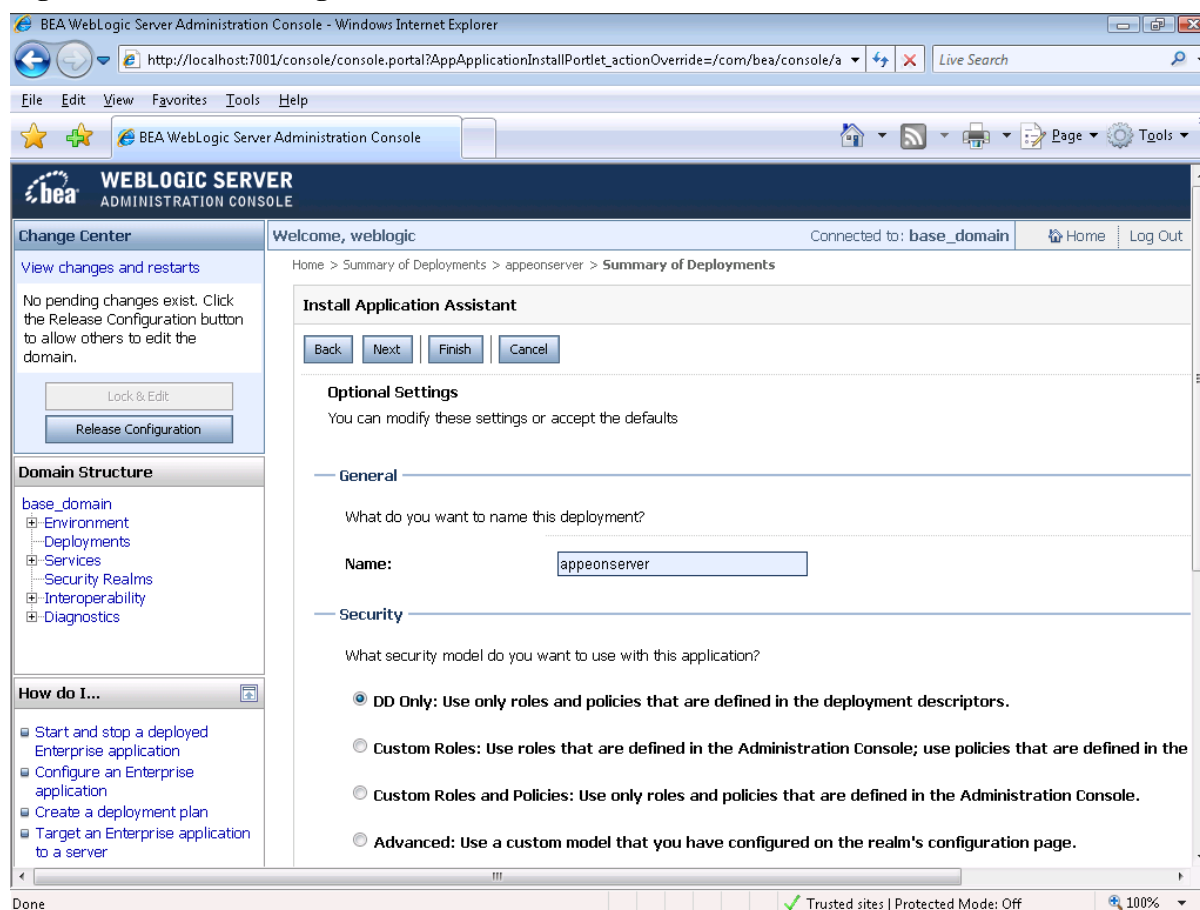 BEA WebLogic Server Administration Console - Windows Internet Explorer
http://localhost:7001/console/console.portal?AppApplicationInstallPortlet_actionOverride=/com/bea/console/a
Live Search
File Edit View Favorites Tools Help
BEA WebLogic Server Administration Console
Page Tools
bea
WEBLOGIC SERVER
ADMINISTRATION CONSOLE
Change Center
View changes and restarts
No pending changes exist. Click
the Release Configuration button
to allow others to edit the
domain.
Lock & Edit
Release Configuration
Domain Structure
base_domain
Environment
Deployments
Services
Security Realms
Interoperability
Diagnostics
How do I...
Start and stop a deployed
Enterprise application
Configure an Enterprise
application
Create a deployment plan
Target an Enterprise application
to a server
Welcome, weblogic
Connected to: base_domain
Home Log Out
Home > Summary of Deployments > appeonserver > Summary of Deployments
Install Application Assistant
Back Next Finish Cancel
Optional Settings
You can modify these settings or accept the defaults
General
What do you want to name this deployment?
Name: appeonserver
Security
What security model do you want to use with this application?
DD Only: Use only roles and policies that are defined in the deployment descriptors.
Custom Roles: Use roles that are defined in the Administration Console; use policies that are defined in the
Custom Roles and Policies: Use only roles and policies that are defined in the Administration Console.
Advanced: Use a custom model that you have configured on the realm's configuration page.
Done
Trusted sites | Protected Mode: Off
100%